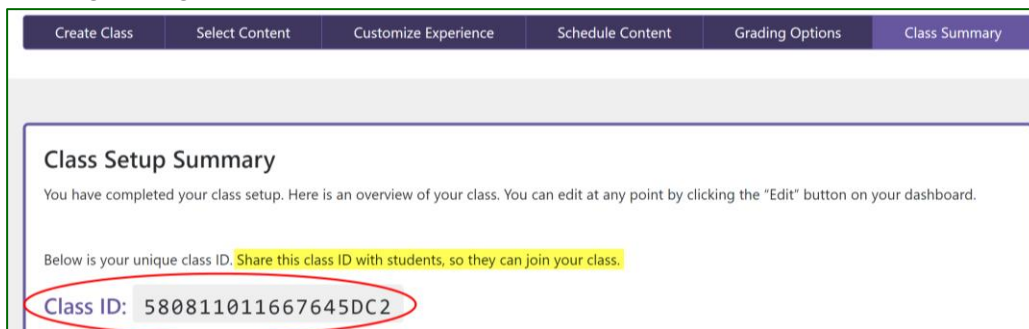 Create Class Select Content Customize Experience Schedule Content Grading Options Class Summary
Class Setup Summary
You have completed your class setup. Here is an overview of your class. You can edit at any point by clicking the "Edit" button on your dashboard.
Below is your unique class ID. Share this class ID with students, so they can join your class.
Class ID: 580811011667645DC2